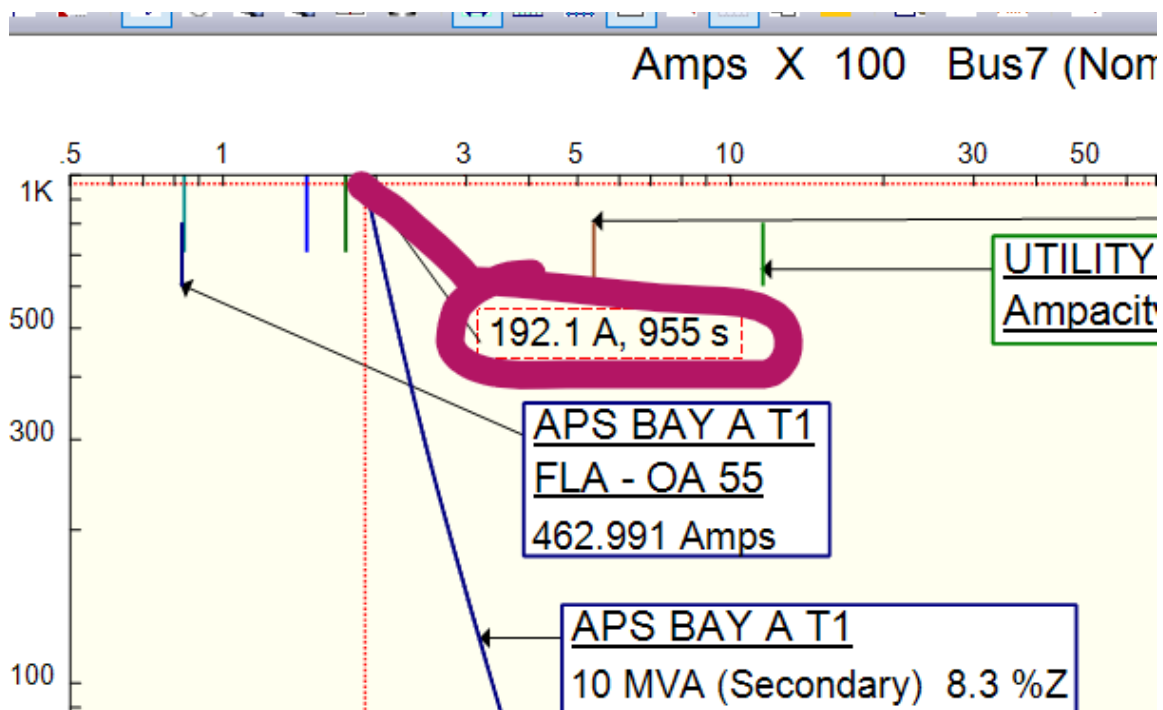 Amps X 100 Bus7 (Nom
.5 1 3 5 10 30 50
1K
500
300
100
UTILITY
Ampacity
192.1 A, 955 s
APS BAY A T1
FLA - OA 55
462.991 Amps
APS BAY A T1
10 MVA (Secondary) 8.3 %Z